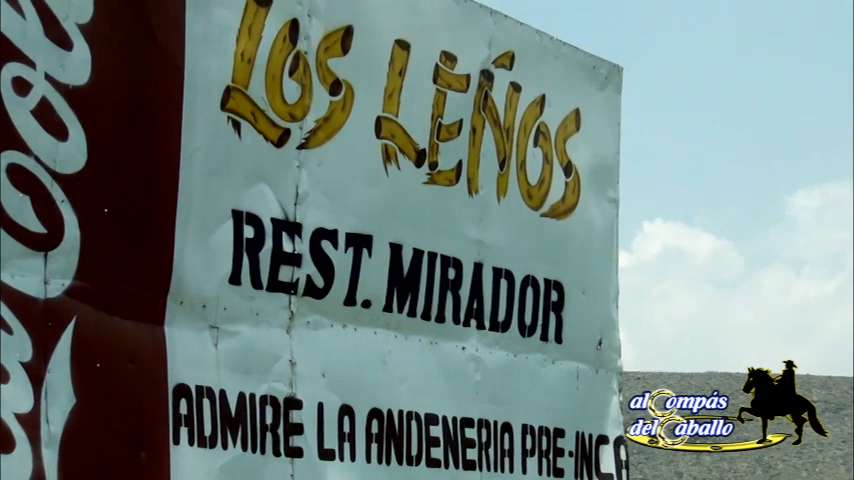 LOS LEÑOS
REST. MIRADOR
ADMIRE LA ANDENERIA PRE-INCA
al Compás
del Caballo